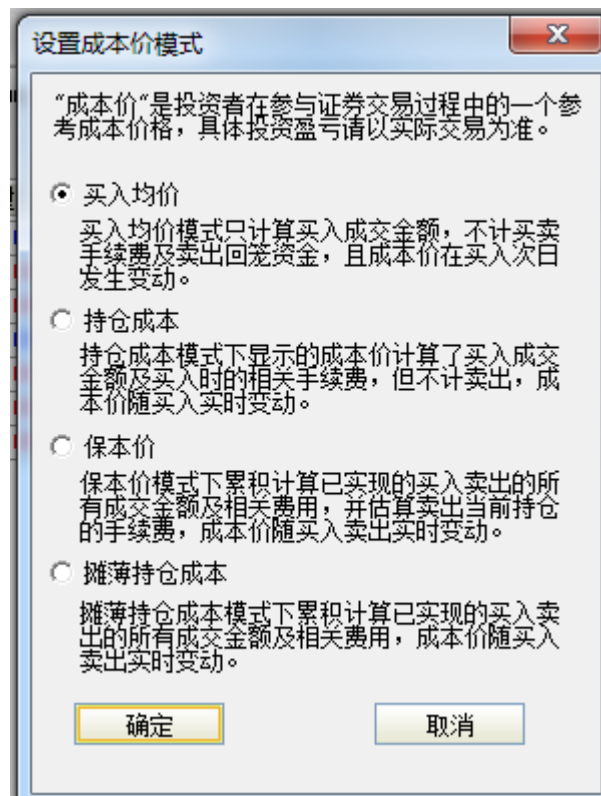 设置成本价模式
“成本价“是投资者在参与证券交易过程中的一个参
考成本价格，具体投资盈亏请以实际交易为准。
买入均价
买入均价模式只计算买入成交金额，不计买卖
手续费及卖出回笼资金，且成本价在买入次日
发生变动。
持仓成本
持仓成本模式下显示的成本价计算了买入成交
金额及买入时的相关手续费，但不计卖出，成
本价随买入实时变动。
保本价
保本价模式下累积计算已实现的买入卖出的所
有成交金额及相关费用，并估算卖出当前持仓
的手续费，成本价随买入卖出实时变动。
摊薄持仓成本
摊薄持仓成本模式下累积计算已实现的买入卖
出的所有成交金额及相关费用，成本价随买入
卖出实时变动。
确定
取消